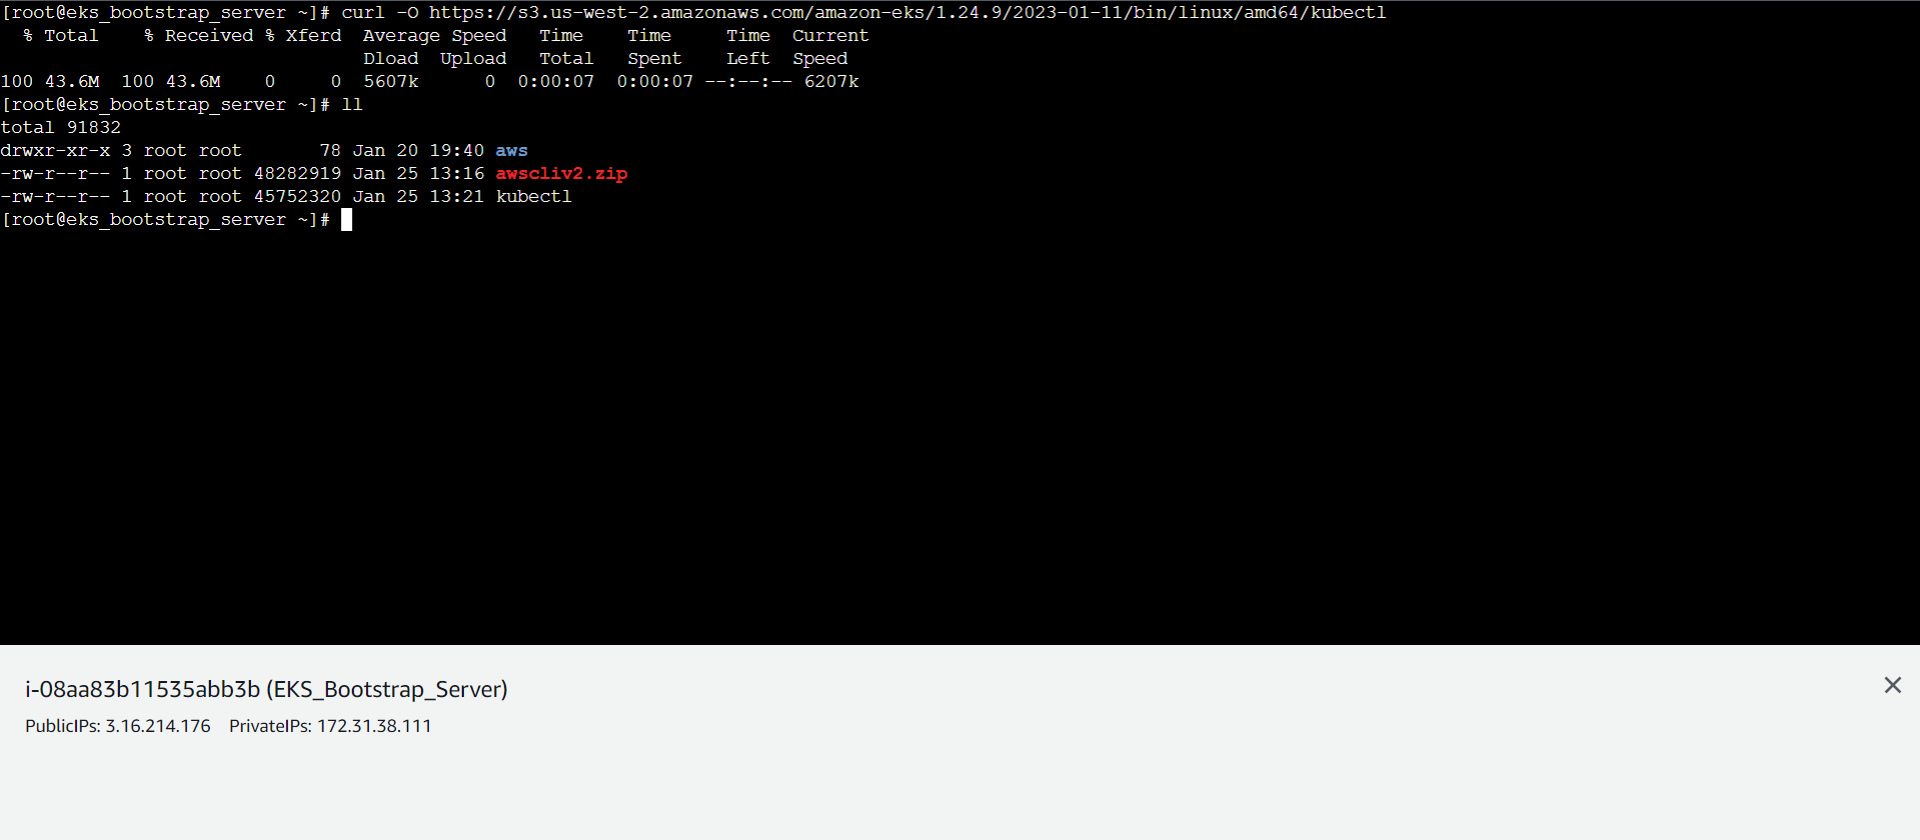 [root@eks_bootstrap_server ~]# curl -O https://s3.us-west-2.amazonaws.com/amazon-eks/1.24.9/2023-01-11/bin/linux/amd64/kubectl
  % Total    % Received % Xferd  Average Speed   Time    Time     Time  Current
                                 Dload  Upload   Total   Spent    Left  Speed
100 43.6M  100 43.6M    0     0  5607k      0  0:00:07  0:00:07 --:--:-- 6207k
[root@eks_bootstrap_server ~]# ll
total 91832
drwxr-xr-x 3 root root       78 Jan 20 19:40 aws
-rw-r--r-- 1 root root 48282919 Jan 25 13:16 awscliv2.zip
-rw-r--r-- 1 root root 45752320 Jan 25 13:21 kubectl
[root@eks_bootstrap_server ~]#
i-08aa83b11535abb3b (EKS_Bootstrap_Server)
PublicIPs: 3.16.214.176    PrivateIPs: 172.31.38.111